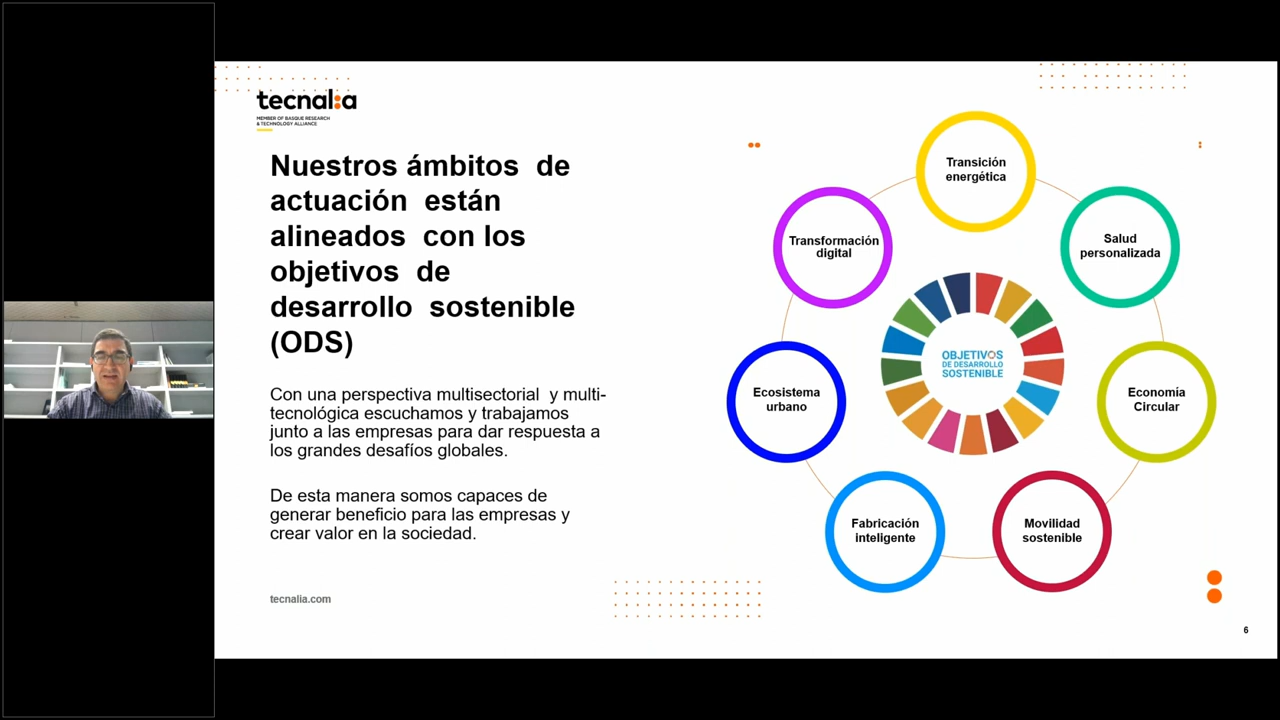 tecnal:a
MEMBER OF BASQUE RESEARCH
& TECHNOLOGY ALLIANCE
Nuestros ámbitos de
actuación están
alineados con los
objetivos de
desarrollo sostenible
(ODS)
Con una perspectiva multisectorial y multi-
tecnológica escuchamos y trabajamos
junto a las empresas para dar respuesta a
los grandes desafíos globales.
De esta manera somos capaces de
generar beneficio para las empresas y
crear valor en la sociedad.
tecnalia.com
Transición
energética
Salud
personalizada
Economía
Circular
Movilidad
sostenible
Fabricación
inteligente
Ecosistema
urbano
Transformación
digital
OBJETIVOS
DE DESARROLLO
SOSTENIBLE
6